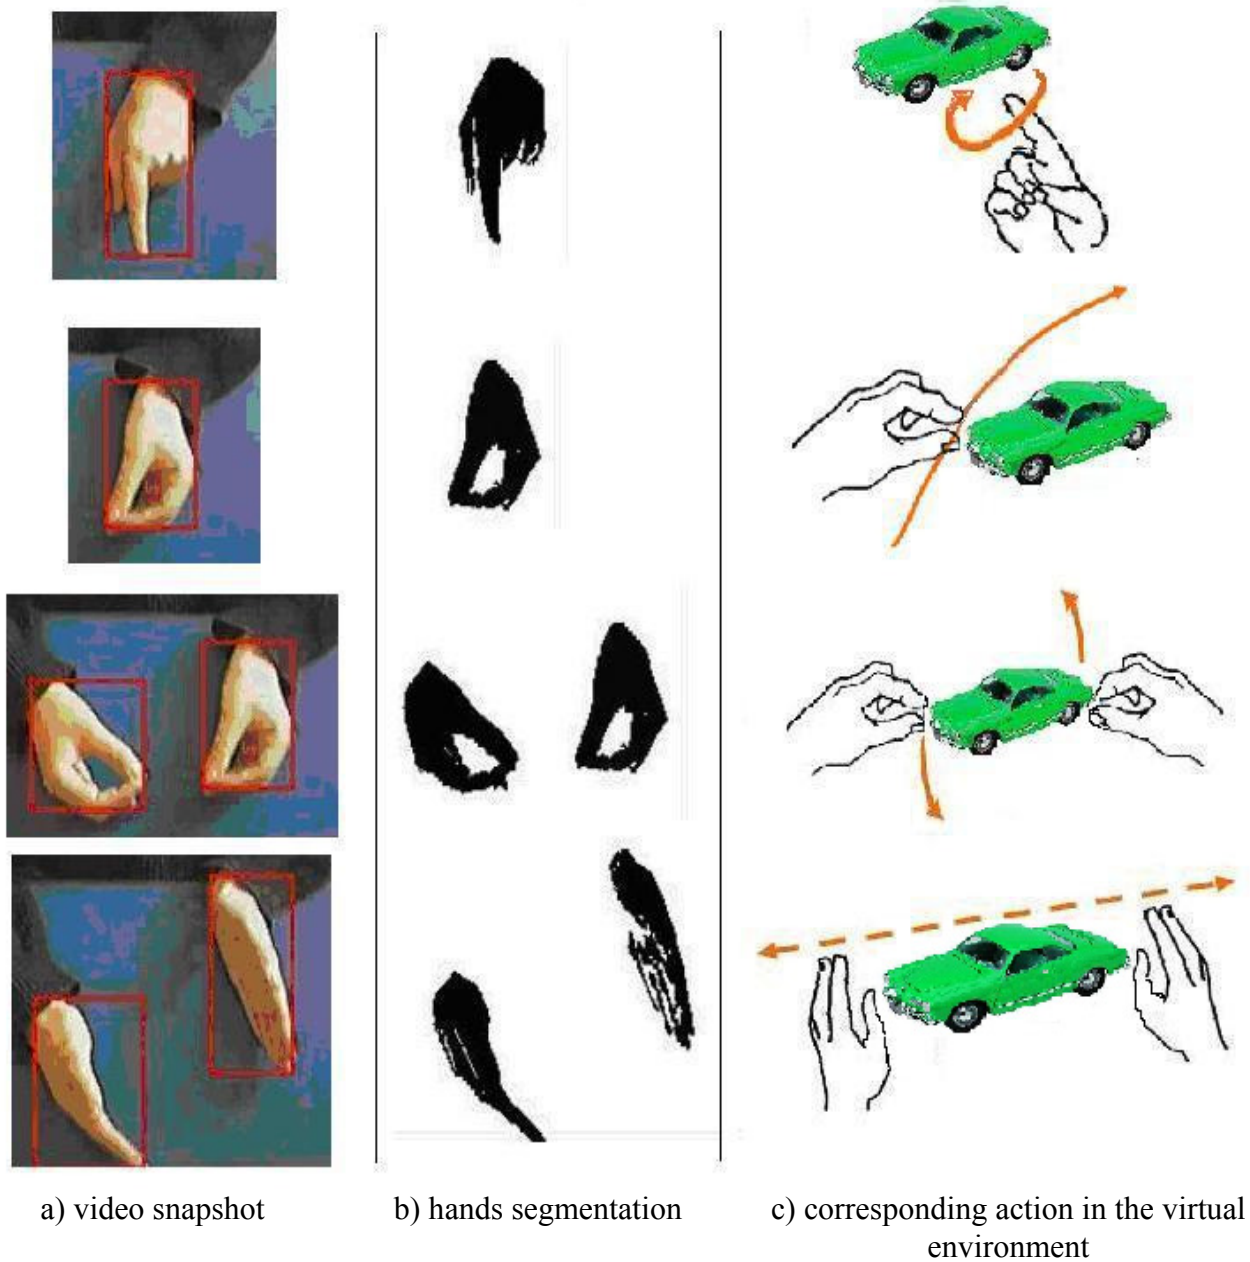 a) video snapshot
b) hands segmentation
c) corresponding action in the virtual
environment